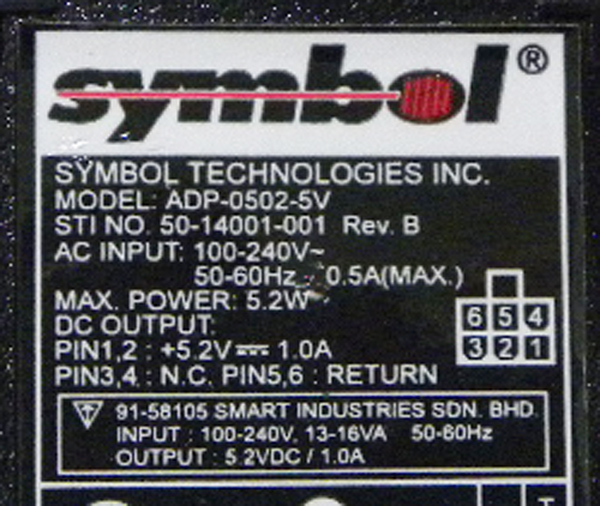 symbol®
SYMBOL TECHNOLOGIES INC.
MODEL: ADP-0502-5V
STI NO. 50-14001-001 Rev. B
AC INPUT: 100-240V~
50-60Hz 0.5A(MAX.)
MAX. POWER: 5.2W
DC OUTPUT:
6 5 4
PIN1,2 : +5.2V⎓ 1.0A
3 2 1
PIN3,4 : N.C. PIN5,6 : RETURN
91-58105 SMART INDUSTRIES SDN. BHD.
INPUT : 100-240V, 13-16VA 50-60Hz
OUTPUT : 5.2VDC / 1.0A